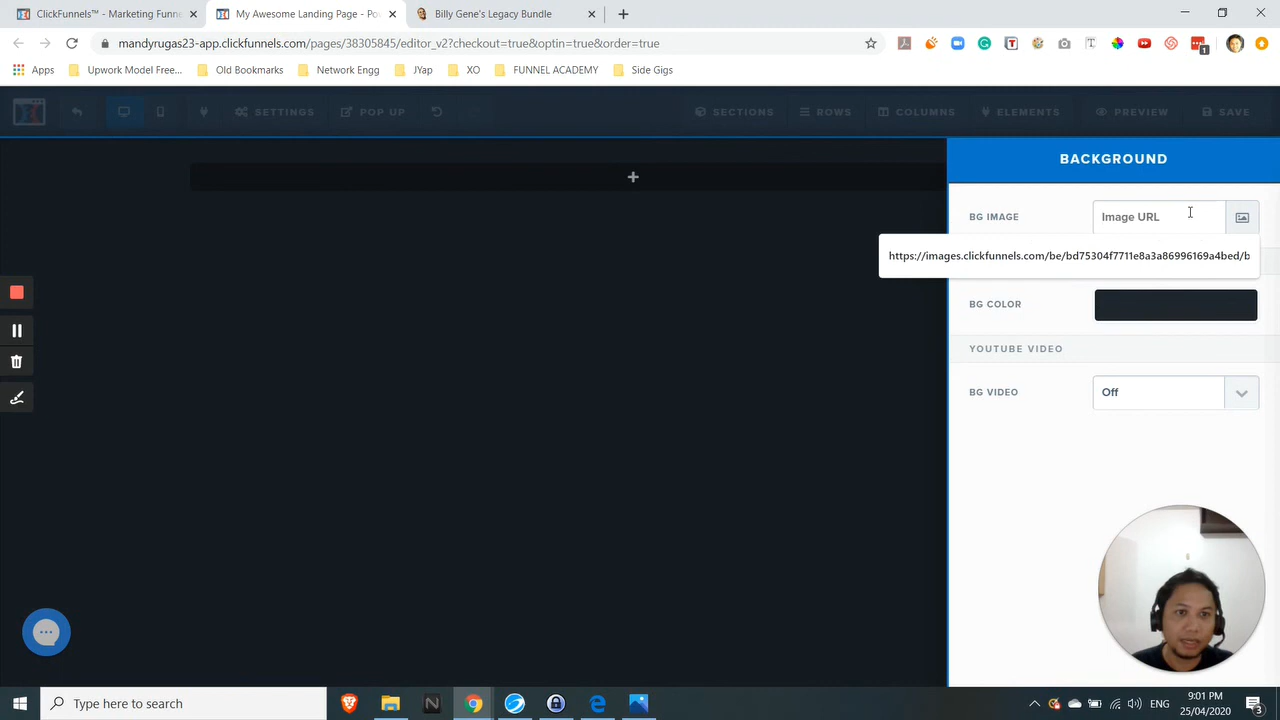 ClickFunnels™ - Marketing Funne
My Awesome Landing Page - Po
Billy Gene's Legacy Bundle
mandyrugas23-app.clickfunnels.com/pages/38305845/editor_v2?checkout=true&optin=true&order=true
1
Apps
Upwork Model Free...
Old Bookmarks
Network Engg
JYap
XO
FUNNEL ACADEMY
Side Gigs
SETTINGS
POP UP
SECTIONS
ROWS
COLUMNS
ELEMENTS
PREVIEW
SAVE
BACKGROUND
BG IMAGE
Image URL
https://images.clickfunnels.com/be/bd75304f7711e8a3a86996169a4bed/b
BG COLOR
YOUTUBE VIDEO
BG VIDEO
Off
Type here to search
ENG
9:01 PM
25/04/2020
3